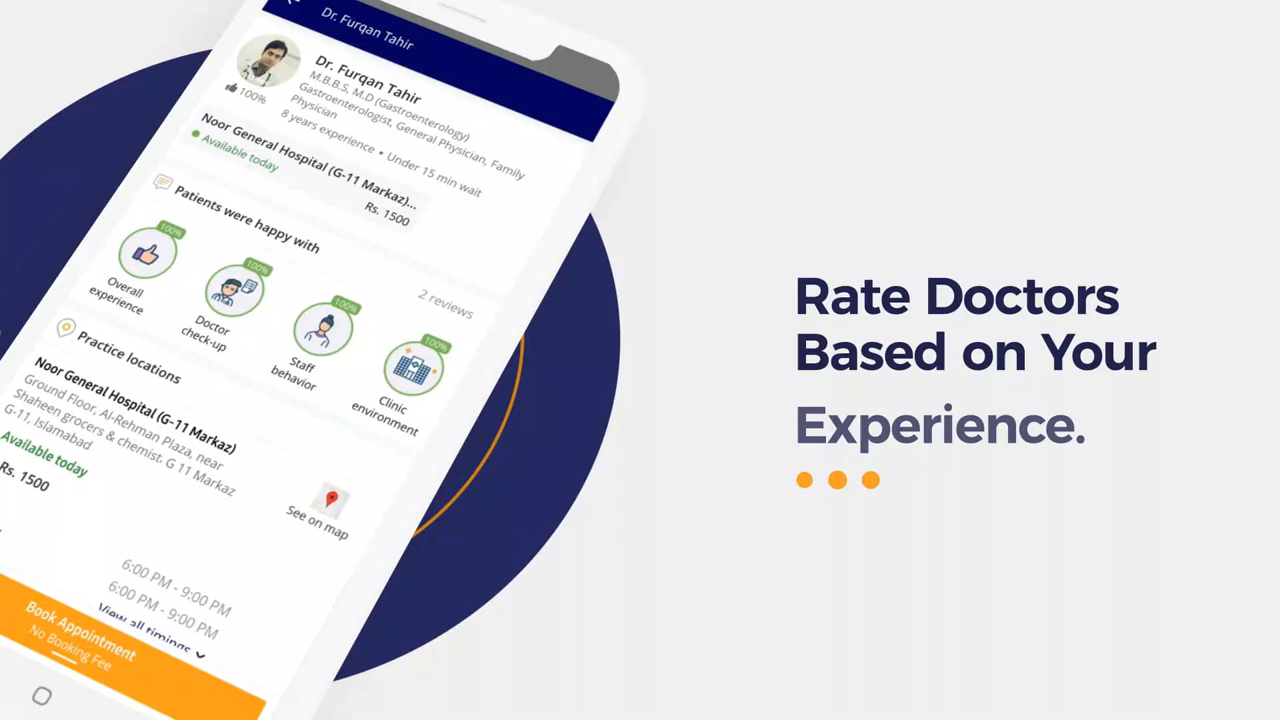 Dr. Furqan Tahir
Dr. Furqan Tahir
M.B.B.S, M.D (Gastroenterology)
Gastroenterologist, General Physician, Family
Physician
100%
8 years experience • Under 15 min wait
Noor General Hospital (G-11 Markaz)...
Available today
Rs. 1500
Patients were happy with
2 reviews
100%
Overall
experience
100%
Doctor
check-up
100%
Staff
behavior
100%
Clinic
environment
Practice locations
Noor General Hospital (G-11 Markaz)
Ground Floor, Al-Rehman Plaza, near
Shaheen grocers & chemist, G 11 Markaz
G-11, Islamabad
Available today
Rs. 1500
See on map
6:00 PM - 9:00 PM
6:00 PM - 9:00 PM
View all timings
Book Appointment
No Booking Fee
Rate Doctors
Based on Your
Experience.